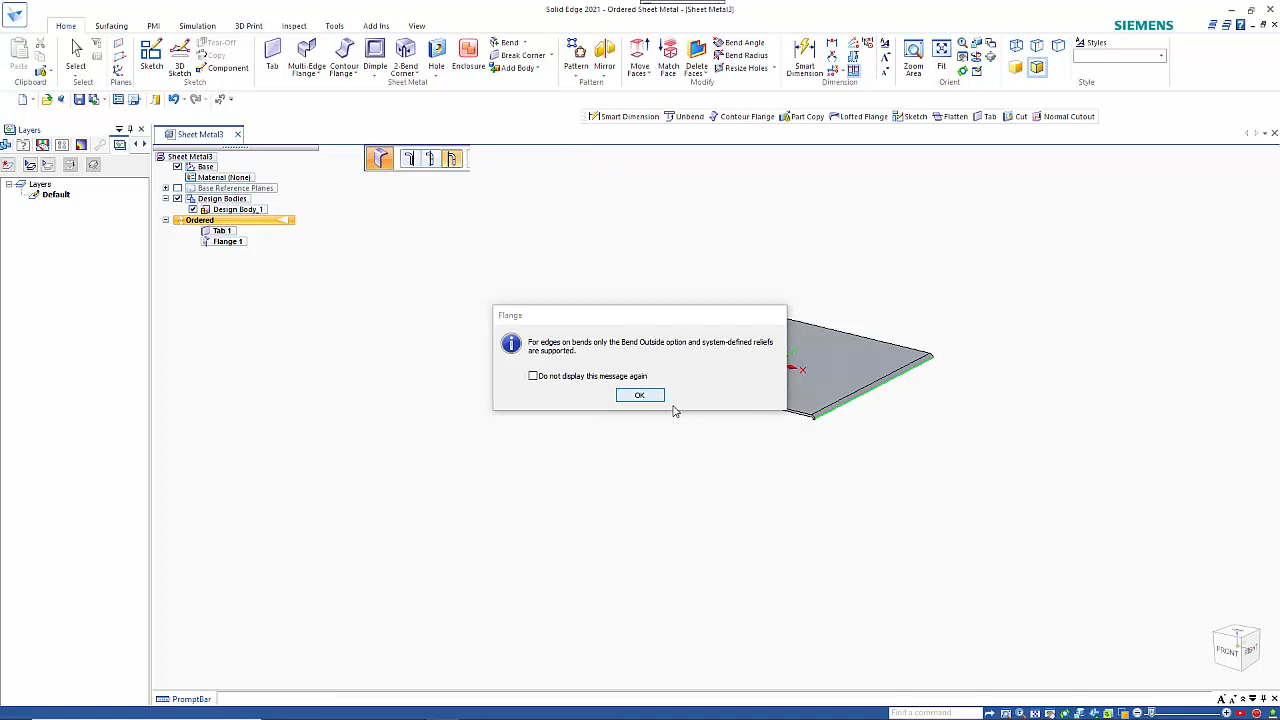 Solid Edge 2021 - Ordered Sheet Metal - [Sheet Metal3]
Home Surfacing PMI Simulation 3D Print Inspect Tools Add Ins View
SIEMENS
Paste
Clipboard
Select
Select
Planes
Sketch
3D Sketch
Tear-Off
Copy
Component
Sketch
Tab
Multi-Edge Flange
Contour Flange
Dimple
2-Bend Corner
Hole
Enclosure
Bend
Break Corner
Add Body
Sheet Metal
Pattern
Mirror
Pattern
Move Faces
Match Face
Delete Faces
Bend Angle
Bend Radius
Resize Holes
Modify
Smart Dimension
Dimension
Zoom Area
Fit
Orient
Styles
Style
Smart Dimension Unbend Contour Flange Part Copy Lofted Flange Sketch Flatten Tab Cut Normal Cutout
Layers
Layers
Default
Sheet Metal3
Sheet Metal3
Base
Material (None)
Base Reference Planes
Design Bodies
Design Body_1
Ordered
Tab 1
Flange 1
Flange
For edges on bends only the Bend Outside option and system-defined reliefs
are supported.
Do not display this message again
OK
X
FRONT RIGHT
PromptBar
Find a command